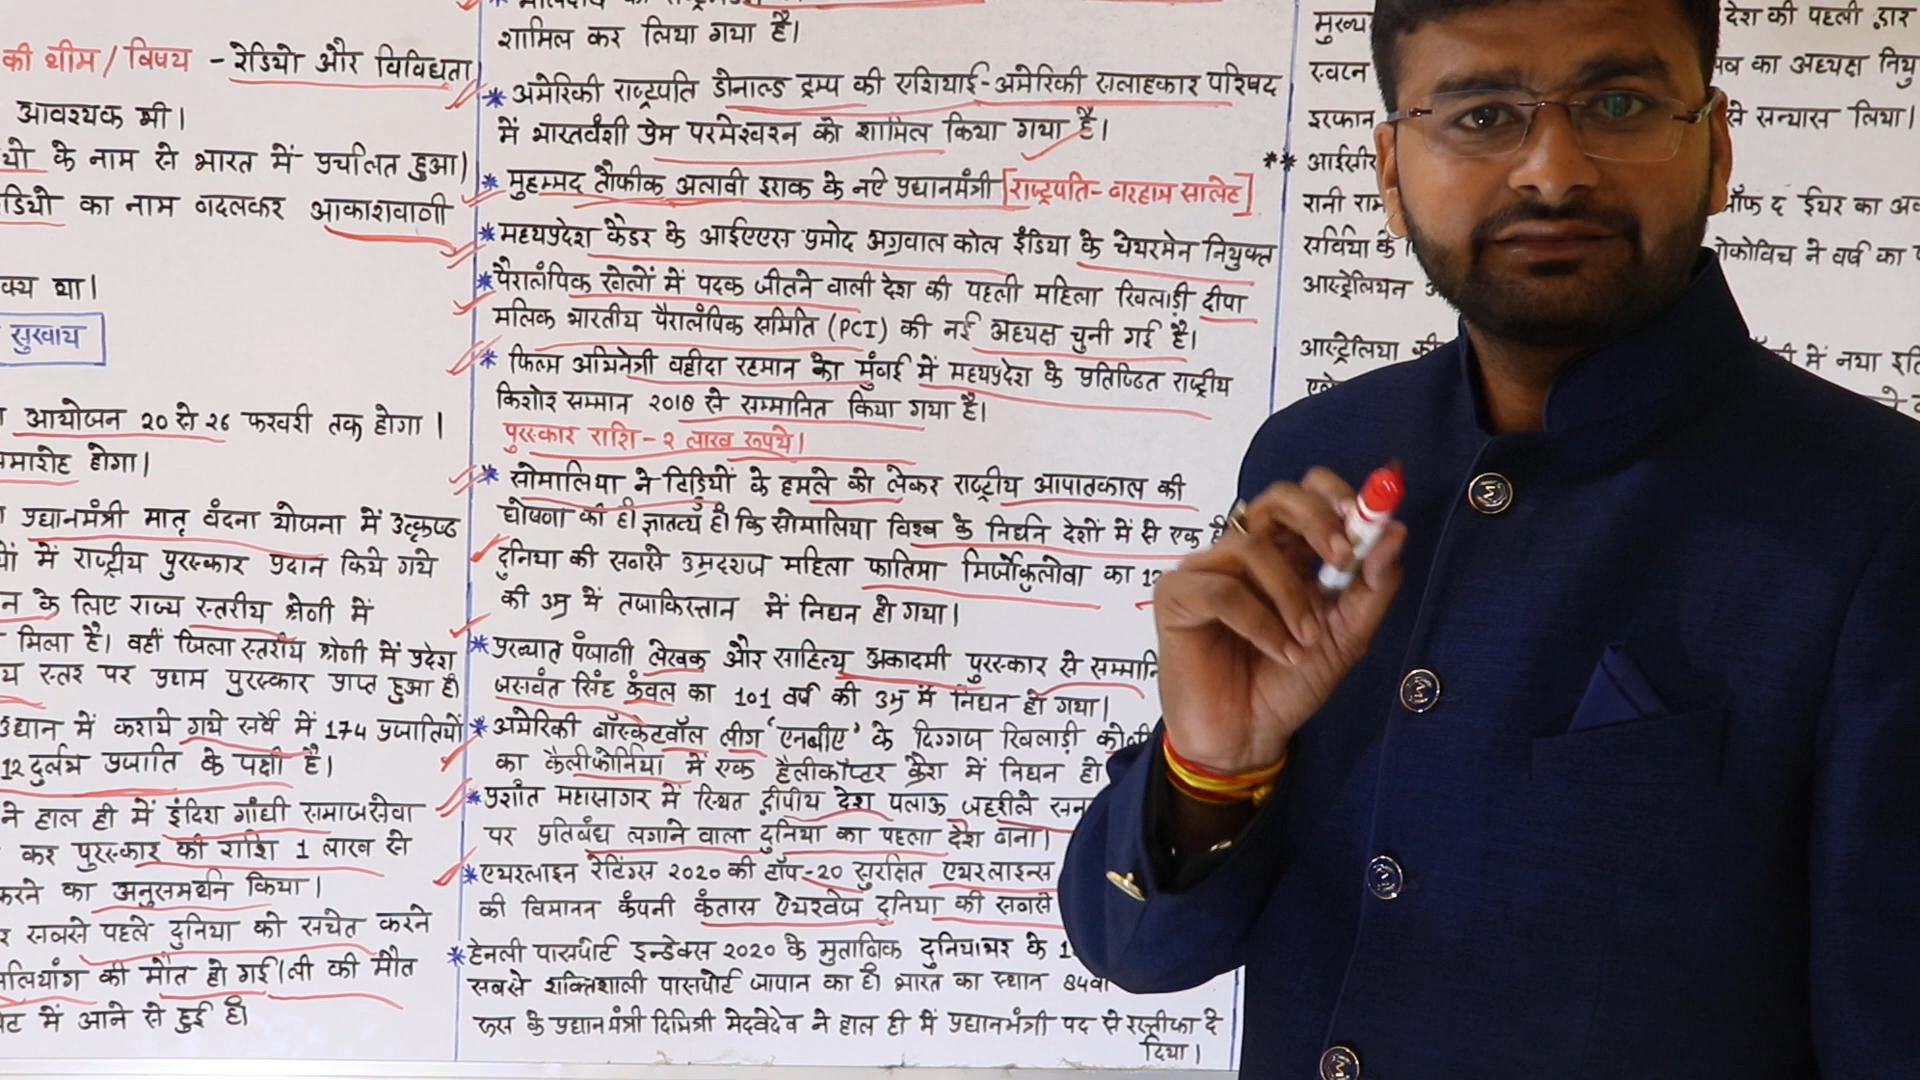 की थीम / विषय - रेडियो और विविधता
आवश्यक भी।
के नाम से भारत में प्रचलित हुआ।
का नाम बदलकर आकाशवाणी
था।
सुरखाय
आयोजन २० से २६ फरवरी तक होगा।
होगा।
प्रधानमंत्री मातृ वंदना योजना में उत्कृष्ठ
में राष्ट्रीय पुरस्कार प्रदान किये गये
के लिए राज्य स्तरीय श्रेणी में
मिला है। वहीं जिला स्तरीय श्रेणी में प्रदेश
स्तर पर प्रथम पुरस्कार प्राप्त हुआ है।
में कराये गये सर्वे में 174 प्रजातियों
12 दुर्लभ प्रजाति के पक्षी है।
ने हाल ही में इंदिरा गांधी समाजसेवा
कर पुरस्कार की राशि 1 लाख से
करने का अनुसमर्थन किया।
सबसे पहले दुनिया को सचेत करने
की मौत हो गई। ली की मौत
में आने से हुई है।
शामिल कर लिया गया है।
* अमेरिकी राष्ट्रपति डोनाल्ड ट्रम्प की एशियाई-अमेरिकी सलाहकार परिषद
में भारतवंशी प्रेम परमेश्वरन को शामिल किया गया है।
* मुहम्मद तौफीक अलावी इराक के नऐ प्रधानमंत्री [राष्ट्रपति- बरहाम सालेह]
* मध्यप्रदेश कैडर के आईएएस प्रमोद अग्रवाल कोल इंडिया के चेयरमेन नियुक्त
* पैरालंपिक खेलों में पदक जीतने वाली देश की पहली महिला खिलाड़ी दीपा
मलिक भारतीय पैरालंपिक समिति (PCI) की नई अध्यक्ष चुनी गई है।
* फिल्म अभिनेत्री वहीदा रहमान को मुंबई में मध्यप्रदेश के प्रतिष्ठित राष्ट्रीय
किशोर सम्मान २०१८ से सम्मानित किया गया है।
पुरस्कार राशि - २ लाख रूपये।
* सोमालिया ने टिड्डियों के हमले को लेकर राष्ट्रीय आपातकाल की
घोषणा की है। ज्ञातव्य है कि सोमालिया विश्व के निर्धन देशों में से एक
दुनिया की सबसे उम्रदराज महिला फातिमा मिर्जोकुलोवा का
की उम्र में तजाकिस्तान में निधन हो गया।
* प्रख्यात पंजाबी लेखक और साहित्य अकादमी पुरस्कार से
जसवंत सिंह कंवल का 101 वर्ष की उम्र में निधन हो गया।
* अमेरिकी बॉस्केटबॉल लीग 'एनबीए' के दिग्गज खिलाड़ी
का कैलीफोर्निया में एक हैलीकॉप्टर क्रैश में निधन हो
* प्रशांत महासागर में स्थित द्वीपीय देश पलाऊ जहरीले
पर प्रतिबंध लगाने वाला दुनिया का पहला देश बना।
* एयरलाइन रेटिंग्स २०२० की टॉप-20 सुरक्षित एयरलाइन्स
की विमानन कंपनी कंतास ऐयरवेज दुनिया की सबसे
* हेनली पासपोर्ट इन्डेक्स २०२० के मुताबिक दुनियाभर के
सबसे शक्तिशाली पासपोर्ट जापान का है। भारत का स्थान 84वां
रूस के प्रधानमंत्री दिमित्री मेदवेदेव ने हाल ही में प्रधानमंत्री पद से इस्तीफा दे
दिया।
देश की पहली
का अध्यक्ष
इरफान से सन्यास लिया।
** रानी ऑफ द ईयर का
सर्विया के ने वर्ष का
आस्ट्रेलियन
आस्ट्रेलिया की में नया